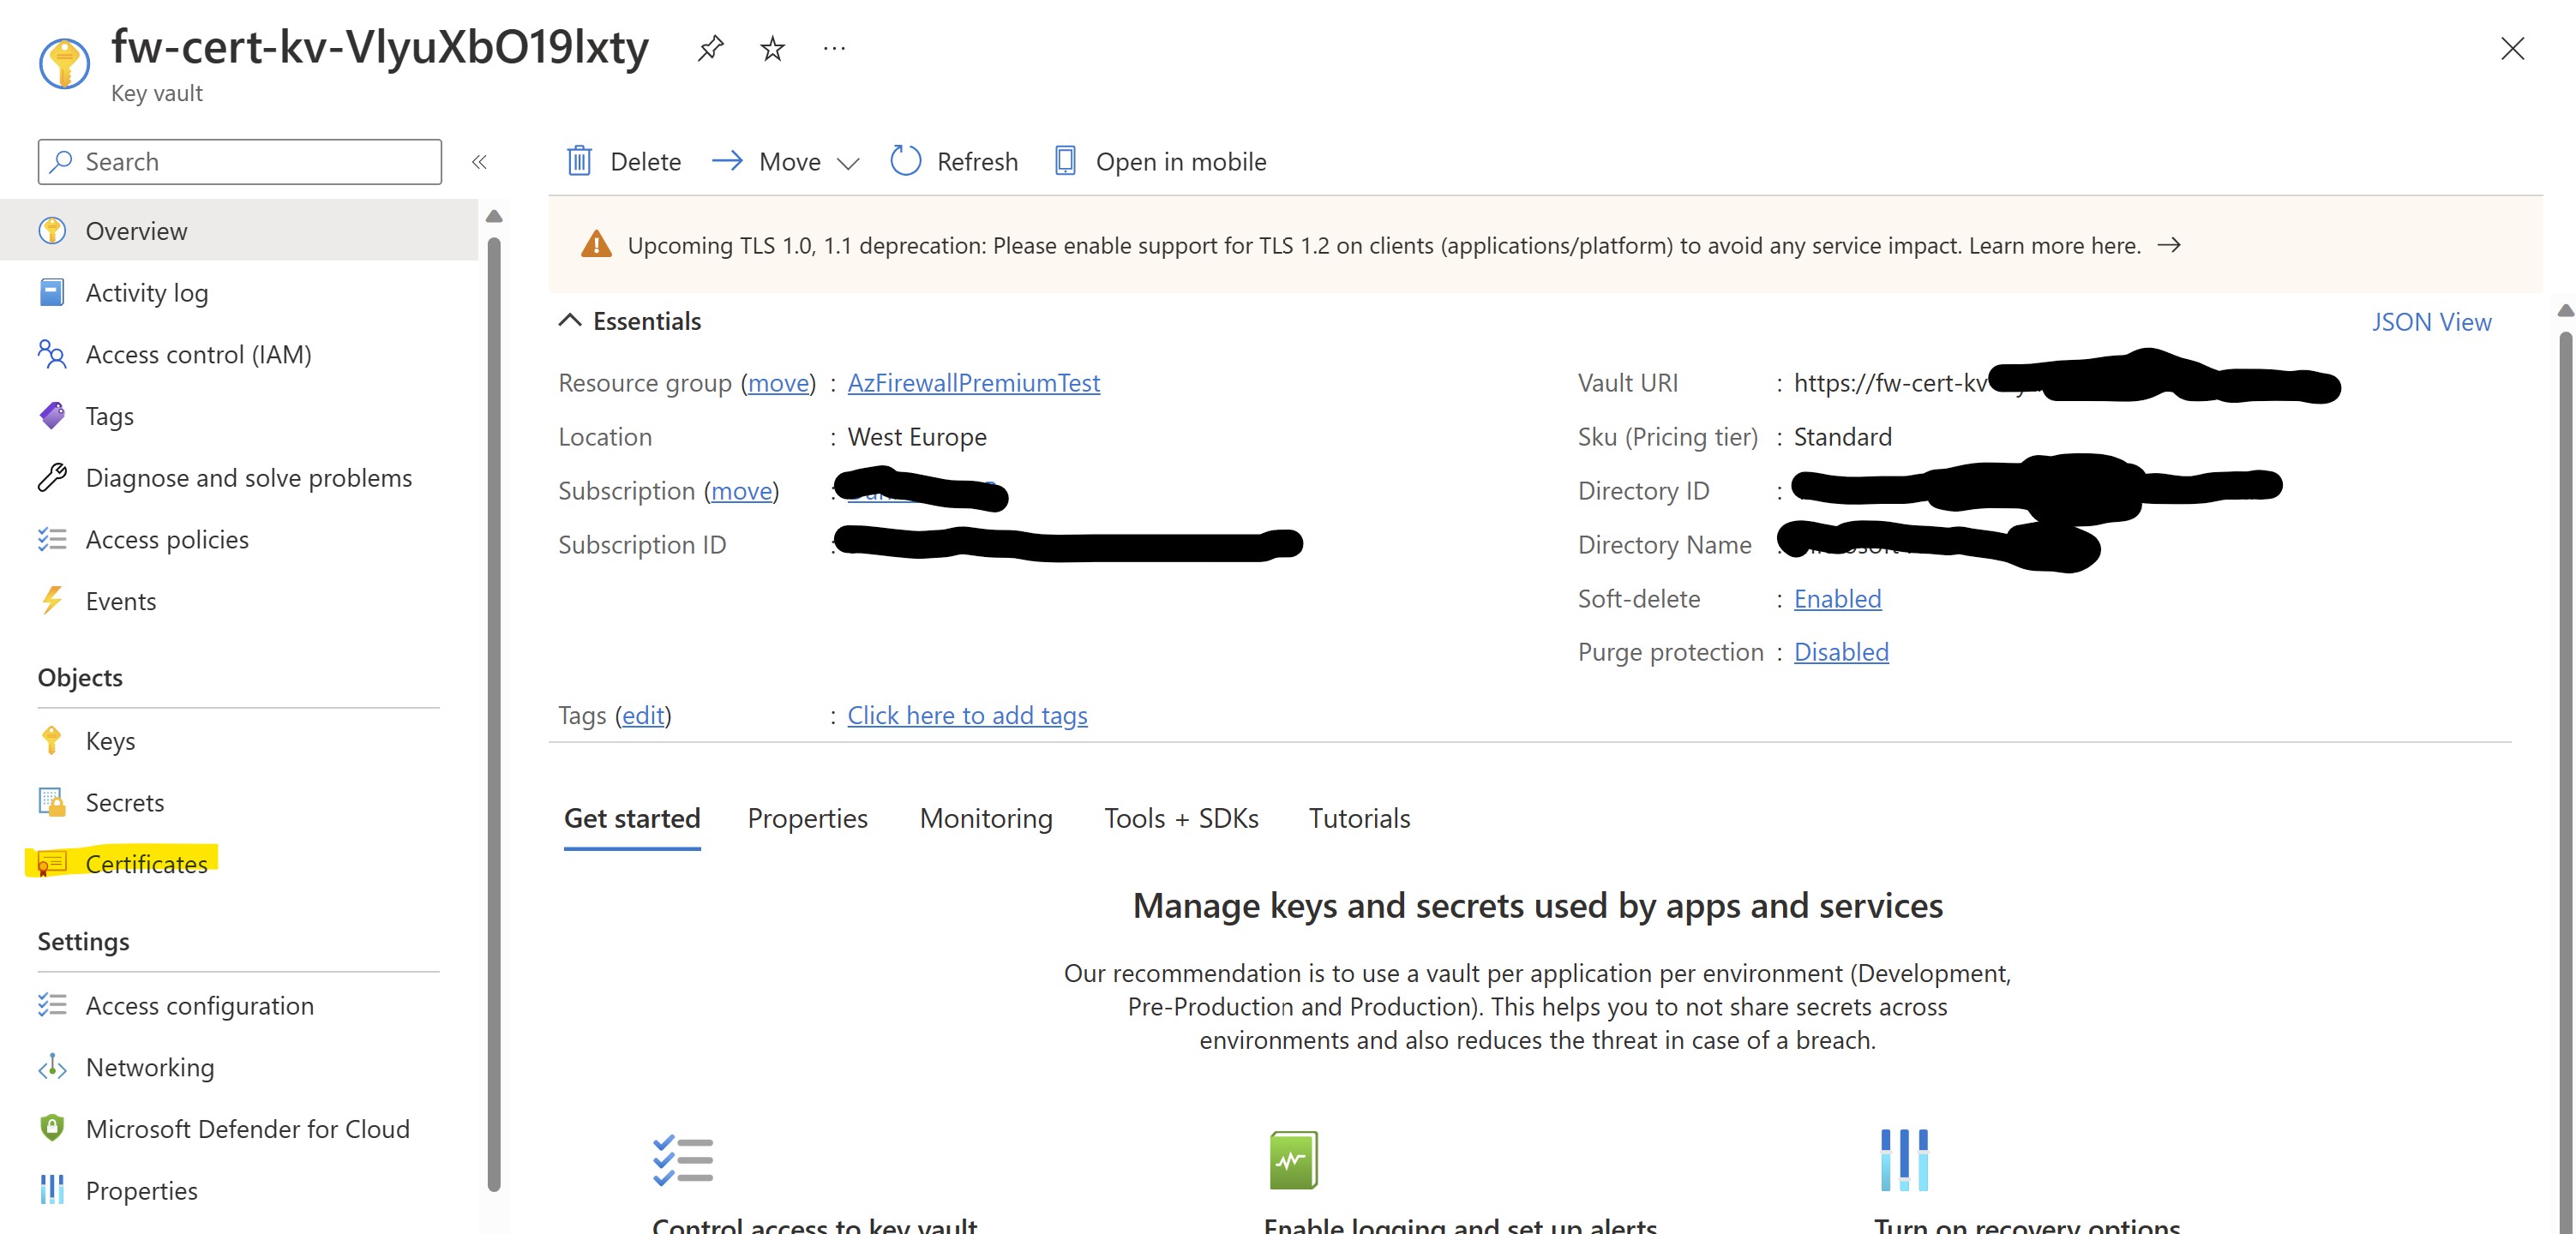 fw-cert-kv-VlyuXbO19lxty
Key vault
Search
Delete
Move
Refresh
Open in mobile
Overview
Activity log
Access control (IAM)
Tags
Diagnose and solve problems
Access policies
Events
Objects
Keys
Secrets
Certificates
Settings
Access configuration
Networking
Microsoft Defender for Cloud
Properties
Upcoming TLS 1.0, 1.1 deprecation: Please enable support for TLS 1.2 on clients (applications/platform) to avoid any service impact. Learn more here.
Essentials
JSON View
Resource group (move) : AzFirewallPremiumTest
Location : West Europe
Subscription (move) :
Subscription ID :
Vault URI : https://fw-cert-kv
Sku (Pricing tier) : Standard
Directory ID :
Directory Name :
Soft-delete : Enabled
Purge protection : Disabled
Tags (edit) : Click here to add tags
Get started
Properties
Monitoring
Tools + SDKs
Tutorials
Manage keys and secrets used by apps and services
Our recommendation is to use a vault per application per environment (Development,
Pre-Production and Production). This helps you to not share secrets across
environments and also reduces the threat in case of a breach.
Control access to key vault
Enable logging and set up alerts
Turn on recovery options